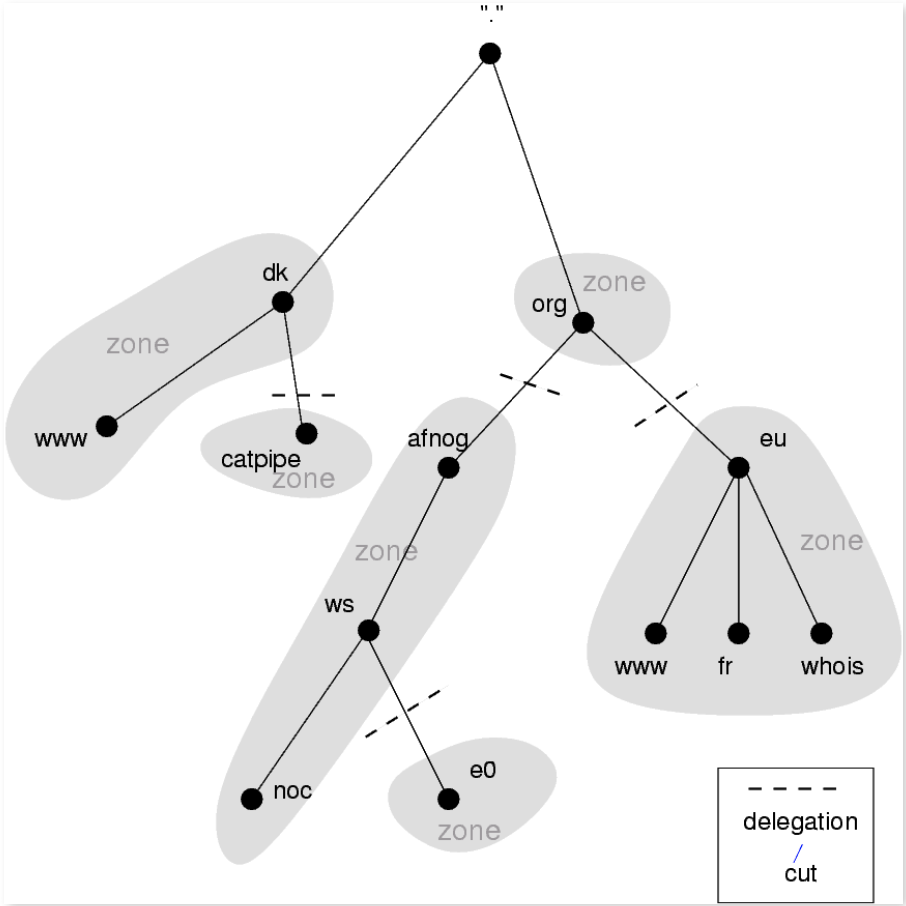 "."
dk
zone
org
zone
www
catpipe
zone
afnog
eu
zone
zone
ws
www
fr
whois
noc
e0
zone
delegation
/
cut